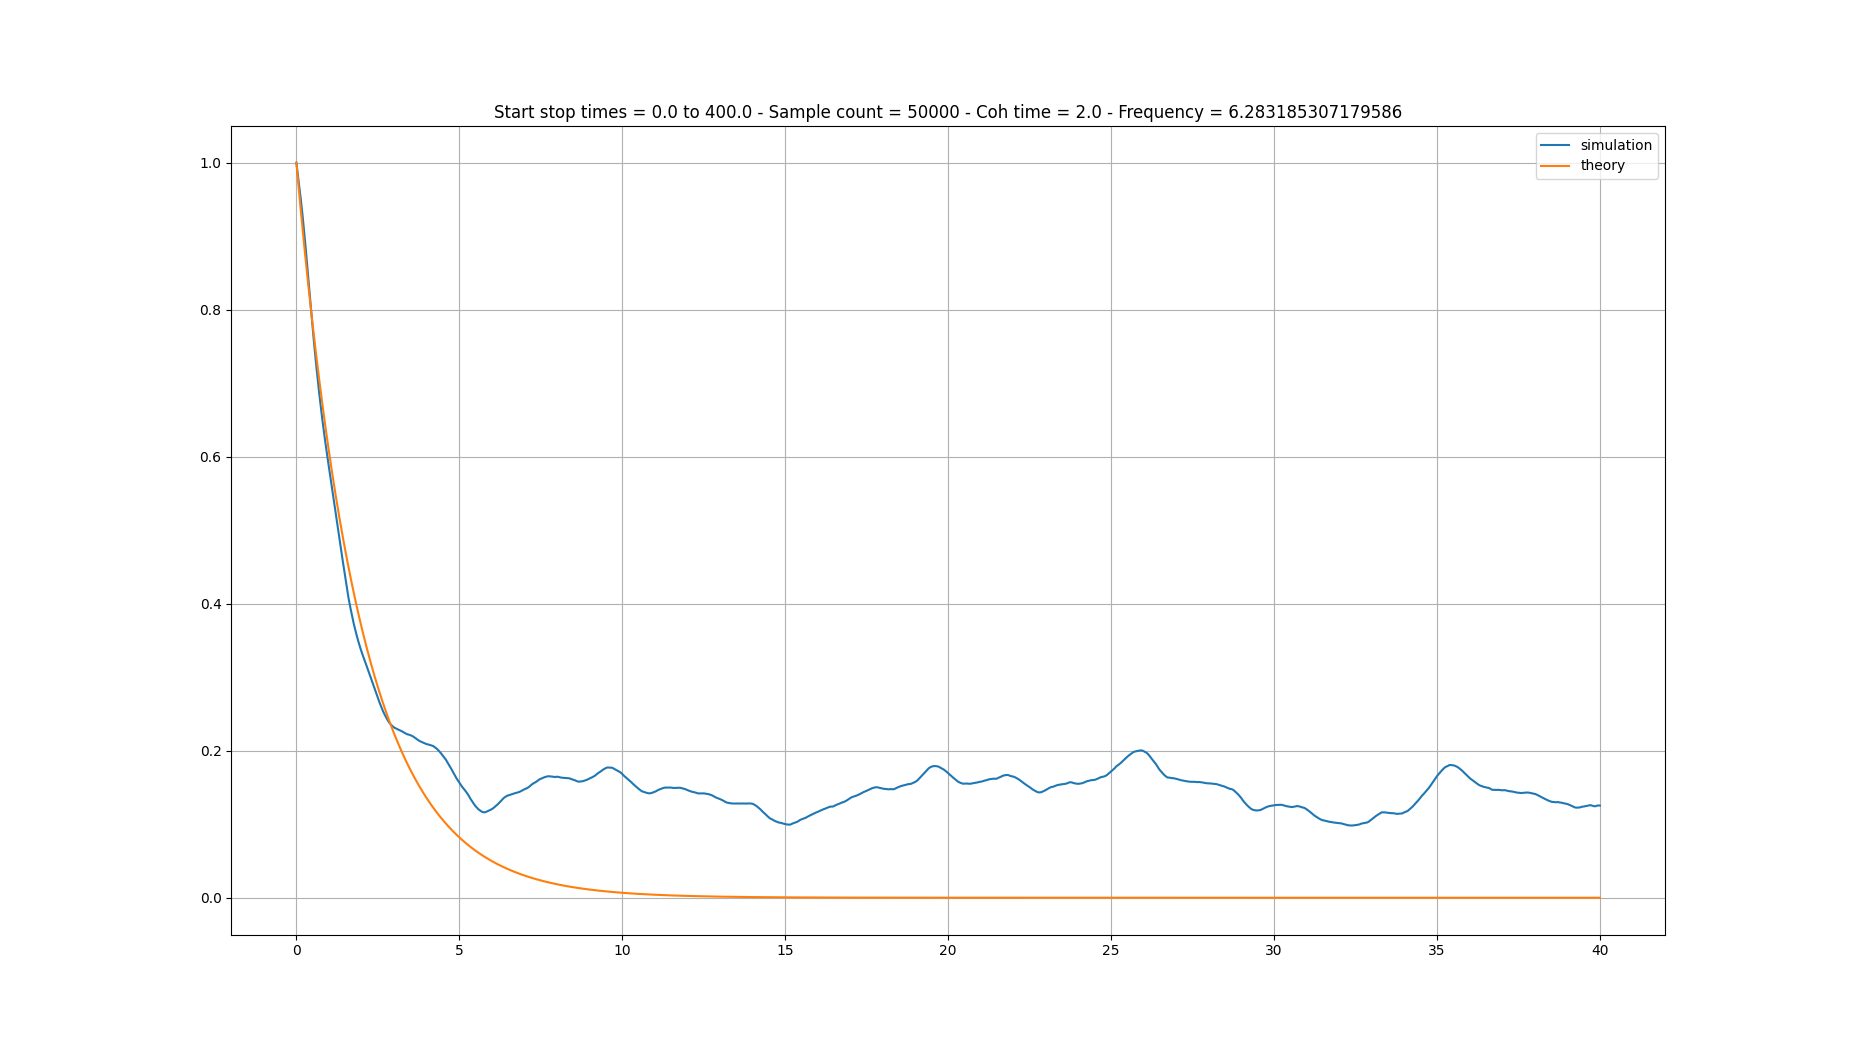 Start stop times = 0.0 to 400.0 - Sample count = 50000 - Coh time = 2.0 - Frequency = 6.283185307179586
simulation
theory
1.0
0.8
0.6
0.4
0.2
0.0
0 5 10 15 20 25 30 35 40